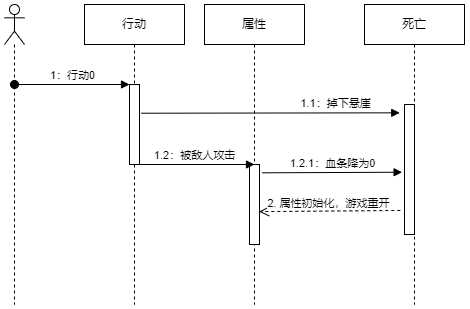 行动
属性
死亡
1：行动0
1.1：掉下悬崖
1.2：被敌人攻击
1.2.1：血条降为0
2. 属性初始化，游戏重开